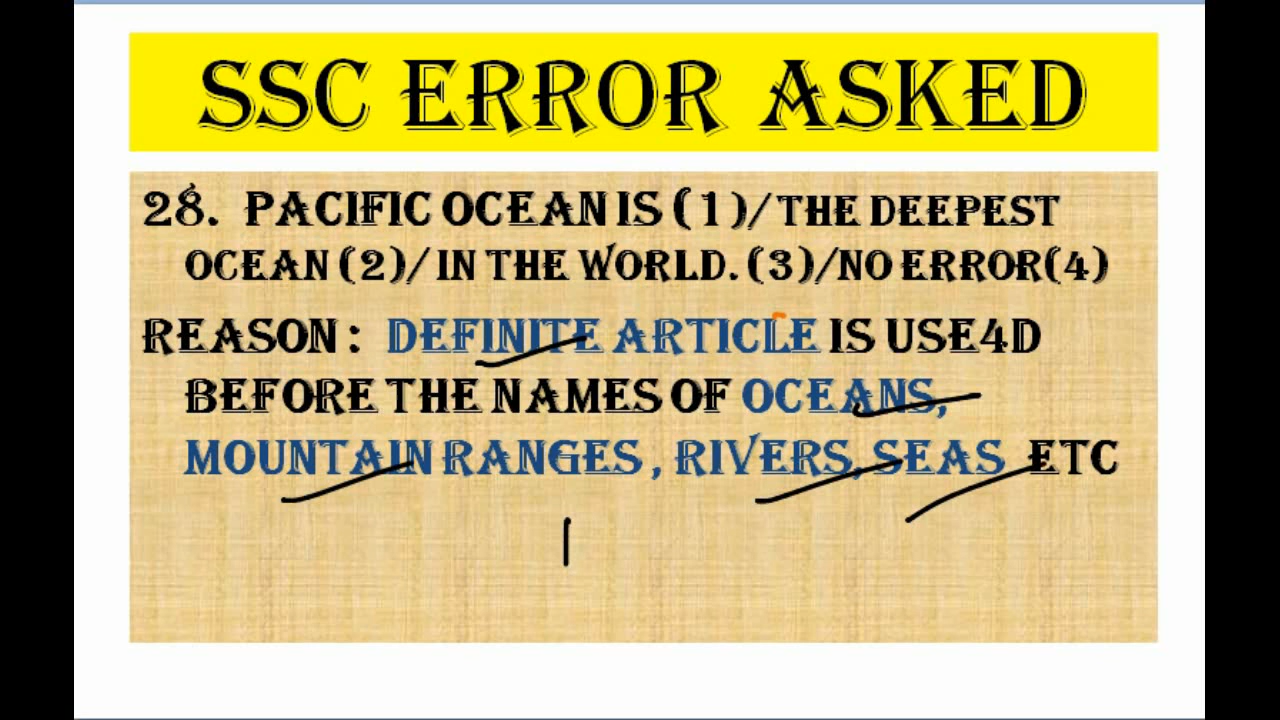 SSC ERROR ASKED
28. PACIFIC OCEAN IS (1)/ THE DEEPEST
OCEAN (2)/ IN THE WORLD. (3)/NO ERROR(4)
REASON : DEFINITE ARTICLE IS USE4D
BEFORE THE NAMES OF OCEANS,
MOUNTAIN RANGES , RIVERS, SEAS ETC